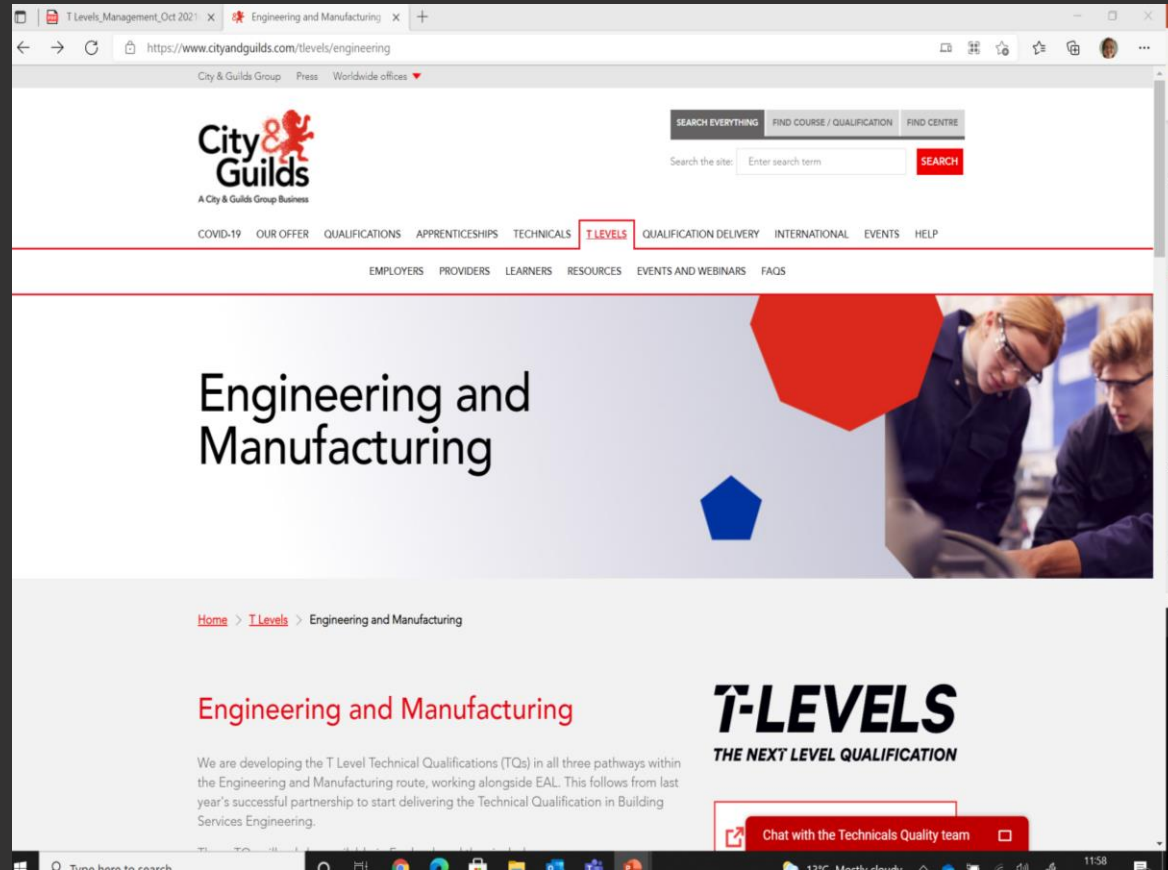 T Levels_Management_Oct 2021
Engineering and Manufacturing
https://www.cityandguilds.com/tlevels/engineering
City & Guilds Group Press Worldwide offices
City&
Guilds
A City & Guilds Group Business
SEARCH EVERYTHING FIND COURSE / QUALIFICATION FIND CENTRE
Search the site: Enter search term SEARCH
COVID-19 OUR OFFER QUALIFICATIONS APPRENTICESHIPS TECHNICALS T LEVELS QUALIFICATION DELIVERY INTERNATIONAL EVENTS HELP
EMPLOYERS PROVIDERS LEARNERS RESOURCES EVENTS AND WEBINARS FAQS
Engineering and
Manufacturing
Home > T Levels > Engineering and Manufacturing
Engineering and Manufacturing
We are developing the T Level Technical Qualifications (TQs) in all three pathways within
the Engineering and Manufacturing route, working alongside EAL. This follows from last
year's successful partnership to start delivering the Technical Qualification in Building
Services Engineering.
T-LEVELS
THE NEXT LEVEL QUALIFICATION
Chat with the Technicals Quality team
Type here to search
13°C Mostly cloudy
11:58